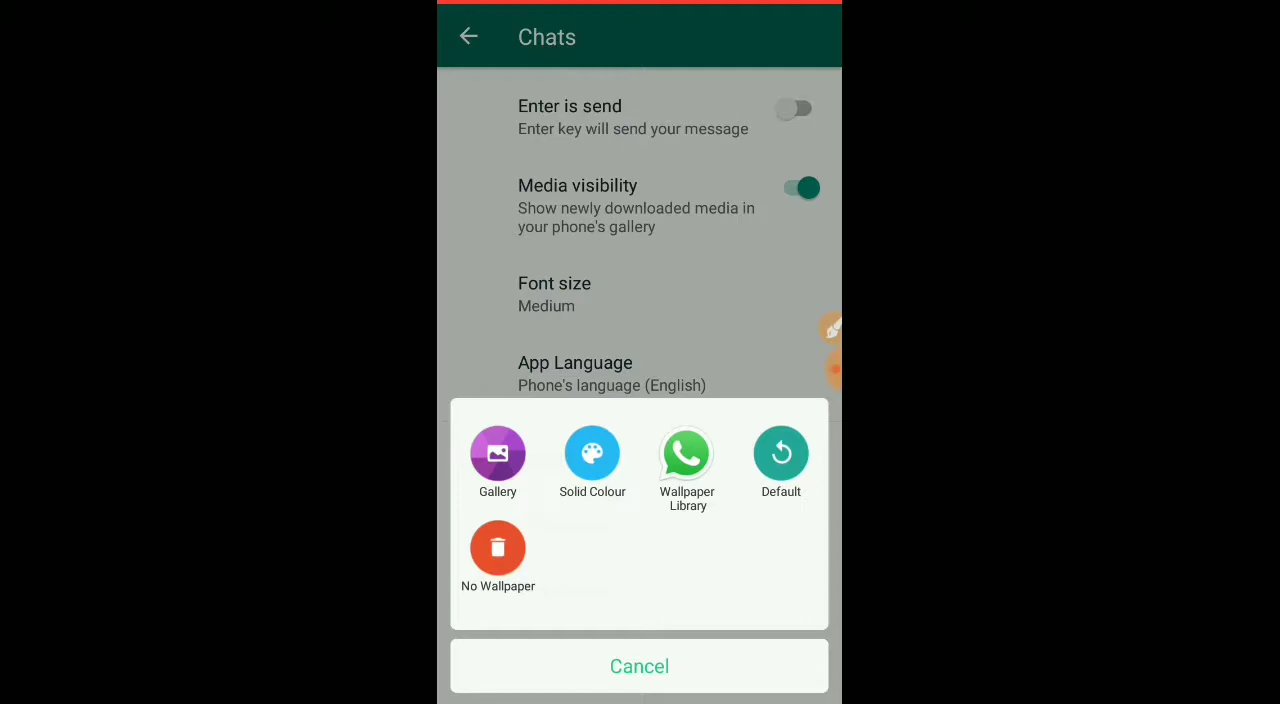 Chats
Enter is send
Enter key will send your message
Media visibility
Show newly downloaded media in
your phone's gallery
Font size
Medium
App Language
Phone's language (English)
Gallery
Solid Colour
Wallpaper
Library
Default
No Wallpaper
Cancel